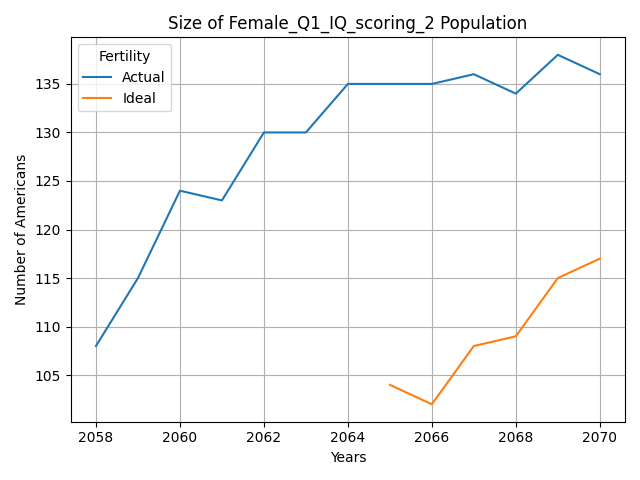 Size of Female_Q1_IQ_scoring_2 Population
Fertility
Actual
Ideal
135
130
125
120
115
110
105
Number of Americans
2058
2060
2062
2064
2066
2068
2070
Years